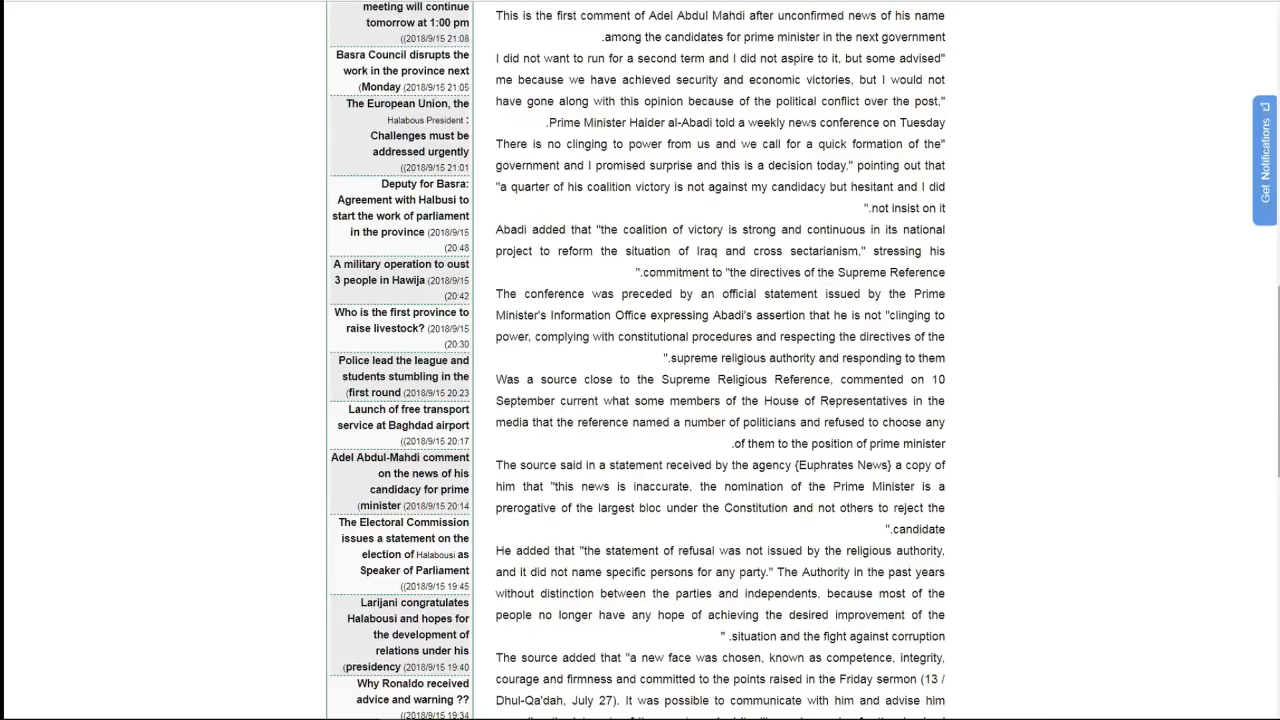 meeting will continue
tomorrow at 1:00 pm
((2018/9/15 21:08
Basra Council disrupts the
work in the province next
Monday (2018/9/15 21:05
The European Union, the
Halabous President :
Challenges must be
addressed urgently
((2018/9/15 21:01
Deputy for Basra:
Agreement with Halbusi to
start the work of parliament
in the province (2018/9/15
(20:48
A military operation to oust
3 people in Hawija (2018/9/15
(20:42
Who is the first province to
raise livestock? (2018/9/15
(20:30
Police lead the league and
students stumbling in the
(first round (2018/9/15 20:23
Launch of free transport
service at Baghdad airport
((2018/9/15 20:17
Adel Abdul-Mahdi comment
on the news of his
candidacy for prime
(minister (2018/9/15 20:14
The Electoral Commission
issues a statement on the
election of Halabousi as
Speaker of Parliament
((2018/9/15 19:45
Larijani congratulates
Halabousi and hopes for
the development of
relations under his
(presidency (2018/9/15 19:40
Why Ronaldo received
advice and warning ??
((2018/9/15 19:34
This is the first comment of Adel Abdul Mahdi after unconfirmed news of his name
.among the candidates for prime minister in the next government
I did not want to run for a second term and I did not aspire to it, but some advised"
me because we have achieved security and economic victories, but I would not
have gone along with this opinion because of the political conflict over the post,"
.Prime Minister Haider al-Abadi told a weekly news conference on Tuesday
There is no clinging to power from us and we call for a quick formation of the"
government and I promised surprise and this is a decision today," pointing out that
"a quarter of his coalition victory is not against my candidacy but hesitant and I did
".not insist on it
Abadi added that "the coalition of victory is strong and continuous in its national
project to reform the situation of Iraq and cross sectarianism," stressing his
".commitment to "the directives of the Supreme Reference
The conference was preceded by an official statement issued by the Prime
Minister's Information Office expressing Abadi's assertion that he is not "clinging to
power, complying with constitutional procedures and respecting the directives of the
".supreme religious authority and responding to them
Was a source close to the Supreme Religious Reference, commented on 10
September current what some members of the House of Representatives in the
media that the reference named a number of politicians and refused to choose any
.of them to the position of prime minister
The source said in a statement received by the agency {Euphrates News} a copy of
him that "this news is inaccurate, the nomination of the Prime Minister is a
prerogative of the largest bloc under the Constitution and not others to reject the
".candidate
He added that "the statement of refusal was not issued by the religious authority,
and it did not name specific persons for any party." The Authority in the past years
without distinction between the parties and independents, because most of the
people no longer have any hope of achieving the desired improvement of the
" .situation and the fight against corruption
The source added that "a new face was chosen, known as competence, integrity,
courage and firmness and committed to the points raised in the Friday sermon (13 /
Dhul-Qa'dah, July 27). It was possible to communicate with him and advise him
Get Notifications